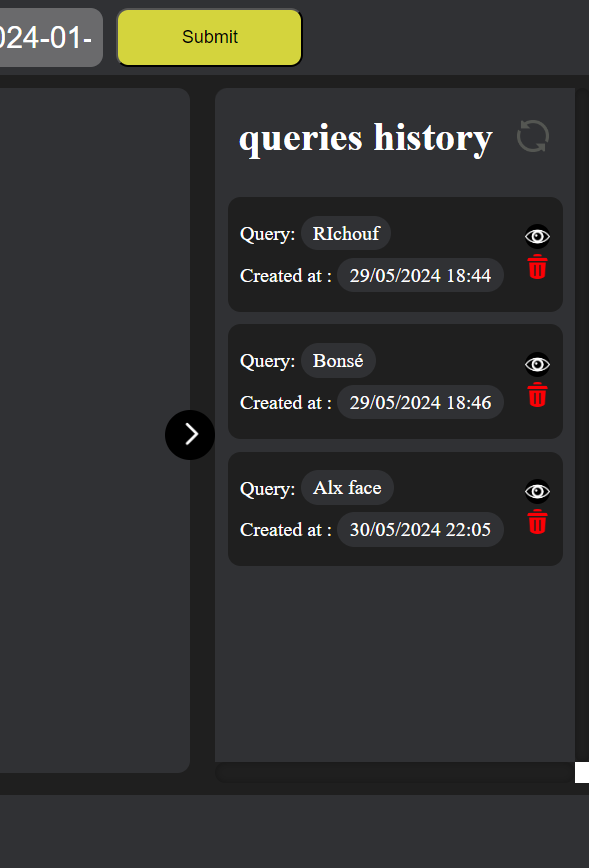 024-01-
Submit
queries history
Query: RIchouf
Created at : 29/05/2024 18:44
Query: Bonsé
Created at : 29/05/2024 18:46
Query: Alx face
Created at : 30/05/2024 22:05